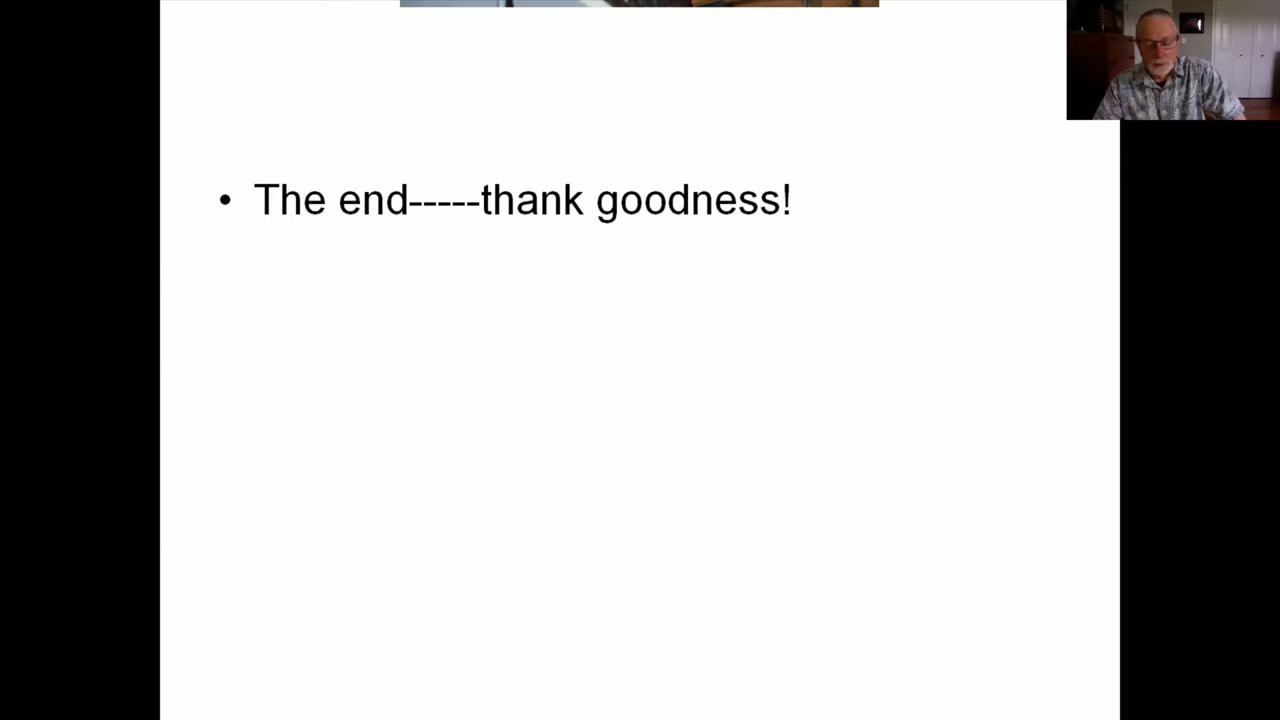 • The end-----thank goodness!